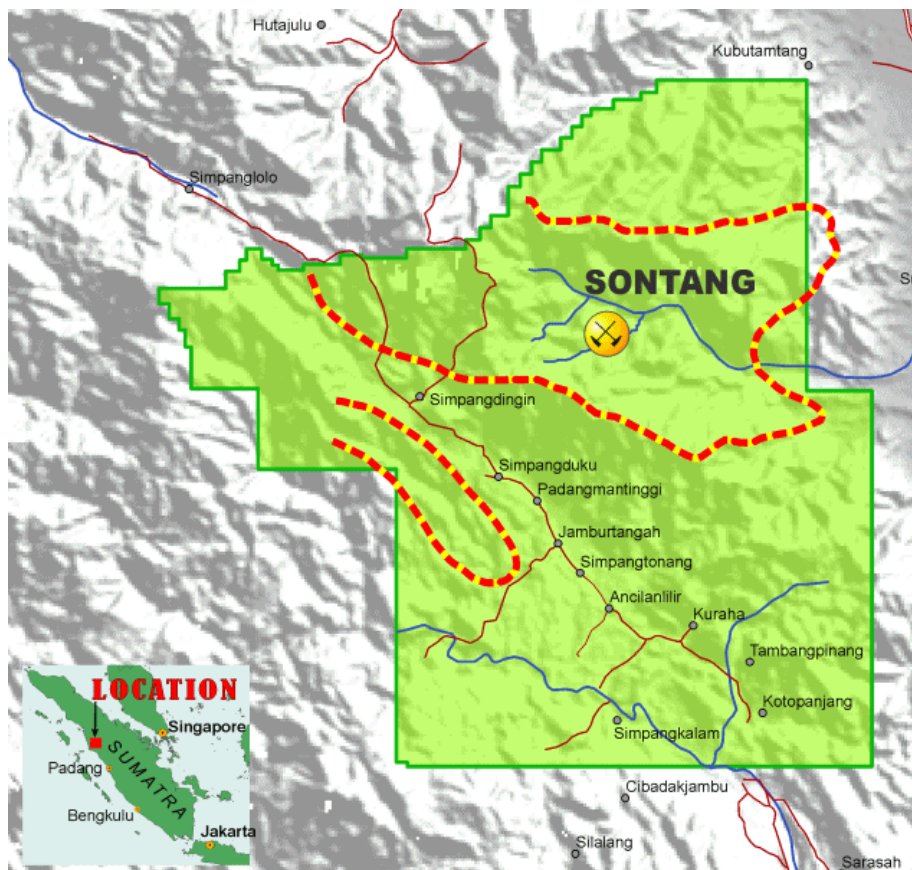 Hutajulu
Kubutamtang
Simpanglolo
SONTANG
Simpangdingin
Simpangduku
Padangmantinggi
Jamburtangah
Simpangtonang
Ancilanlilir
Kuraha
Tambangpinang
Kotopanjang
Simpangkalam
Cibadakjambu
Silalang
Sarasah
LOCATION
Singapore
SUMATRA
Padang
Bengkulu
Jakarta